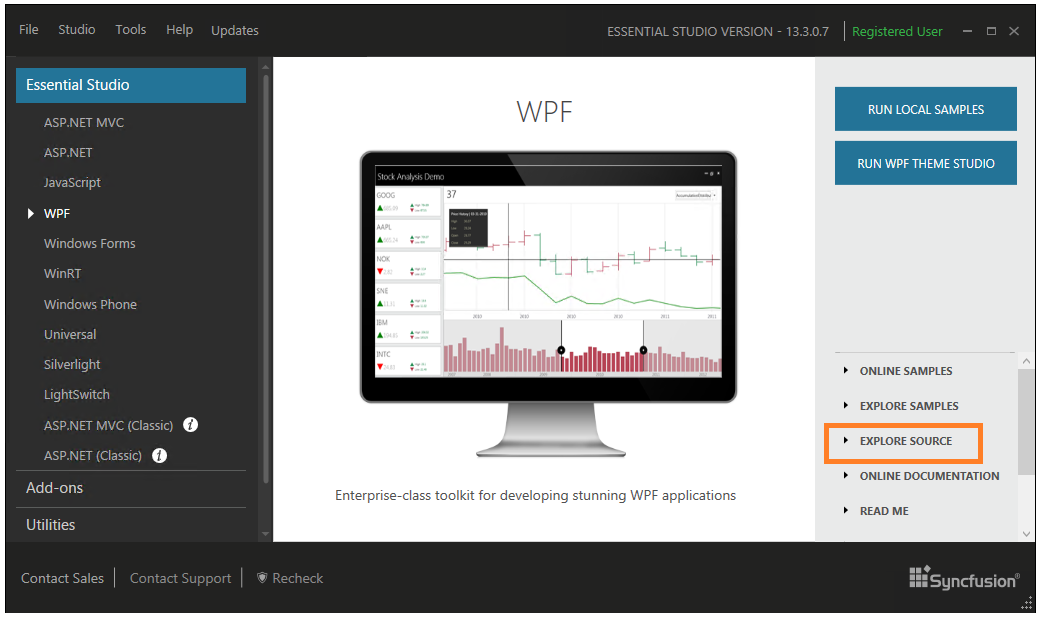 File Studio Tools Help Updates
ESSENTIAL STUDIO VERSION - 13.3.0.7 Registered User
Essential Studio
ASP.NET MVC
ASP.NET
JavaScript
WPF
Windows Forms
WinRT
Windows Phone
Universal
Silverlight
LightSwitch
ASP.NET MVC (Classic)
ASP.NET (Classic)
Add-ons
Utilities
WPF
Stock Analysis Demo
GOOG
AAPL
NOK
SNE
IBM
INTC
37
Enterprise-class toolkit for developing stunning WPF applications
RUN LOCAL SAMPLES
RUN WPF THEME STUDIO
ONLINE SAMPLES
EXPLORE SAMPLES
EXPLORE SOURCE
ONLINE DOCUMENTATION
READ ME
Contact Sales Contact Support Recheck
Syncfusion®